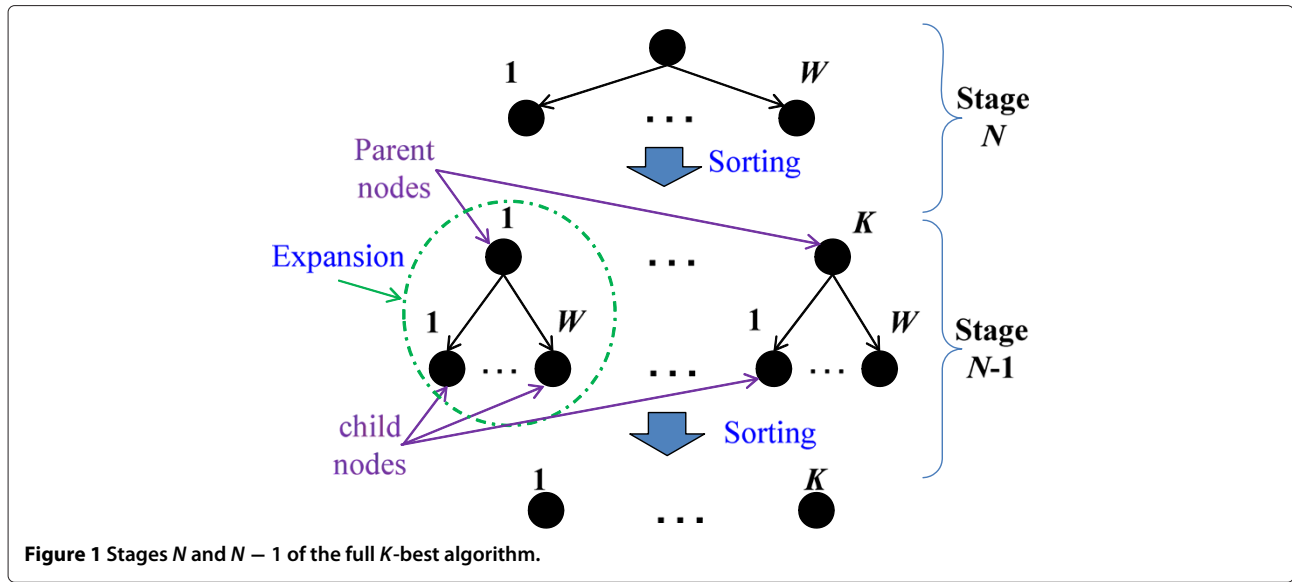 1
W
Stage
N
. . .
Parent
nodes
Sorting
1
K
Expansion
. . .
1
W
1
W
Stage
N-1
. . .
. . .
. . .
child
nodes
Sorting
1
K
. . .
Figure 1 Stages N and N − 1 of the full K-best algorithm.